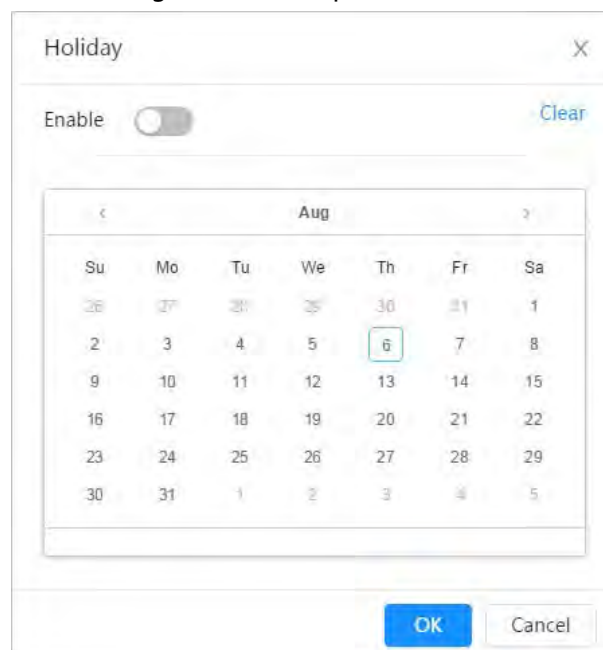 Holiday X
Enable Clear
< Aug >
Su Mo Tu We Th Fr Sa
26 27 28 29 30 31 1
2 3 4 5 6 7 8
9 10 11 12 13 14 15
16 17 18 19 20 21 22
23 24 25 26 27 28 29
30 31 1 2 3 4 5
OK Cancel